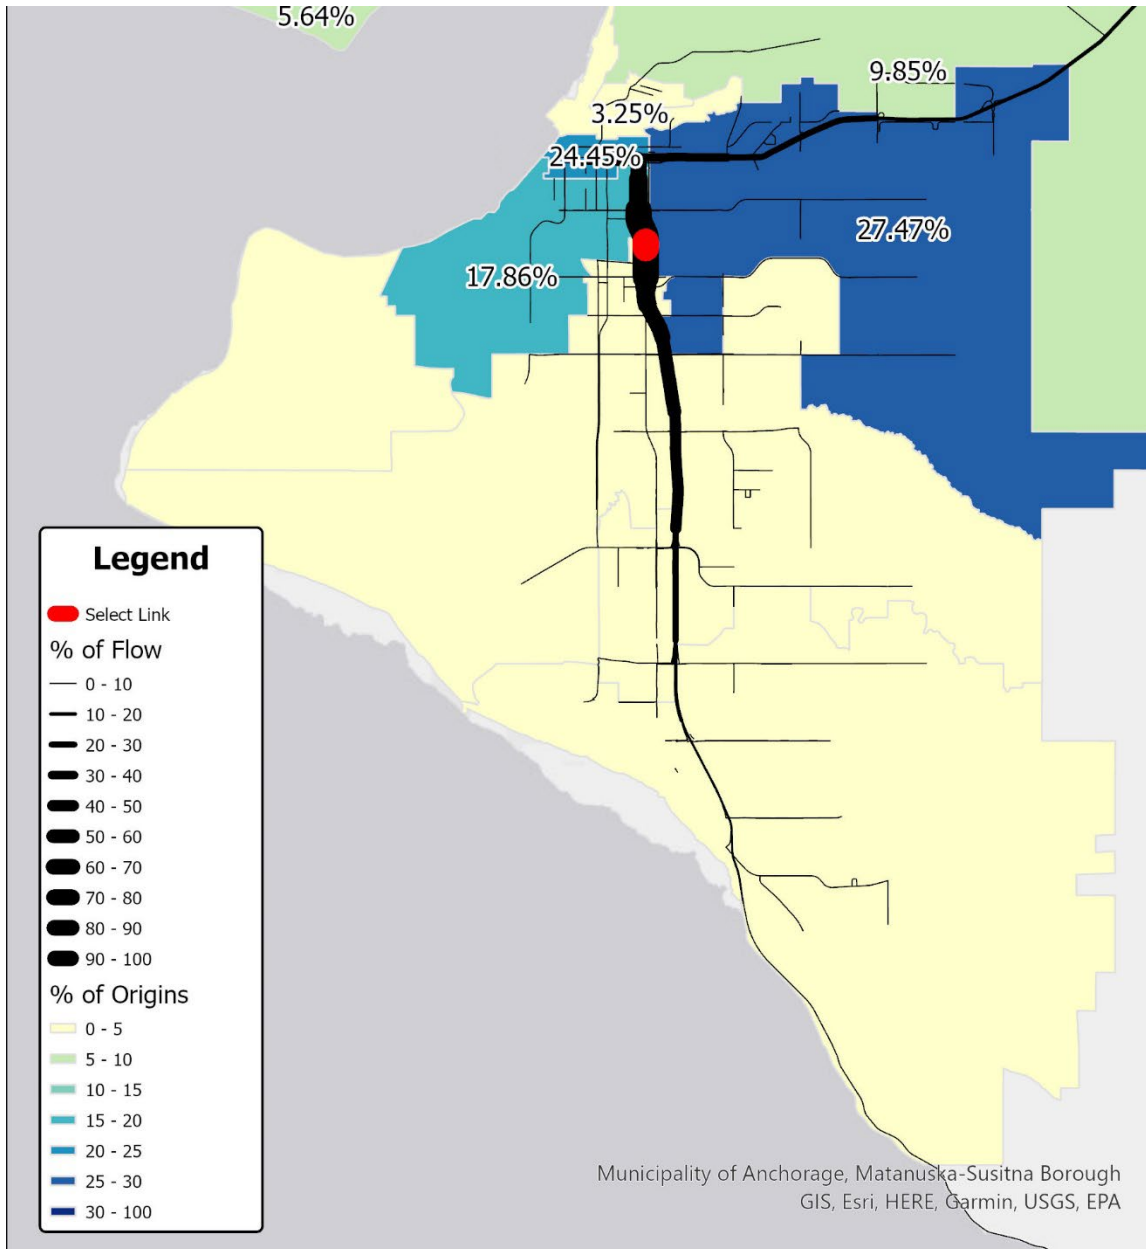 5.64%
9.85%
3.25%
24.45%
27.47%
17.86%
Legend
Select Link
% of Flow
0 - 10
10 - 20
20 - 30
30 - 40
40 - 50
50 - 60
60 - 70
70 - 80
80 - 90
90 - 100
% of Origins
0 - 5
5 - 10
10 - 15
15 - 20
20 - 25
25 - 30
30 - 100
Municipality of Anchorage, Matanuska-Susitna Borough
GIS, Esri, HERE, Garmin, USGS, EPA